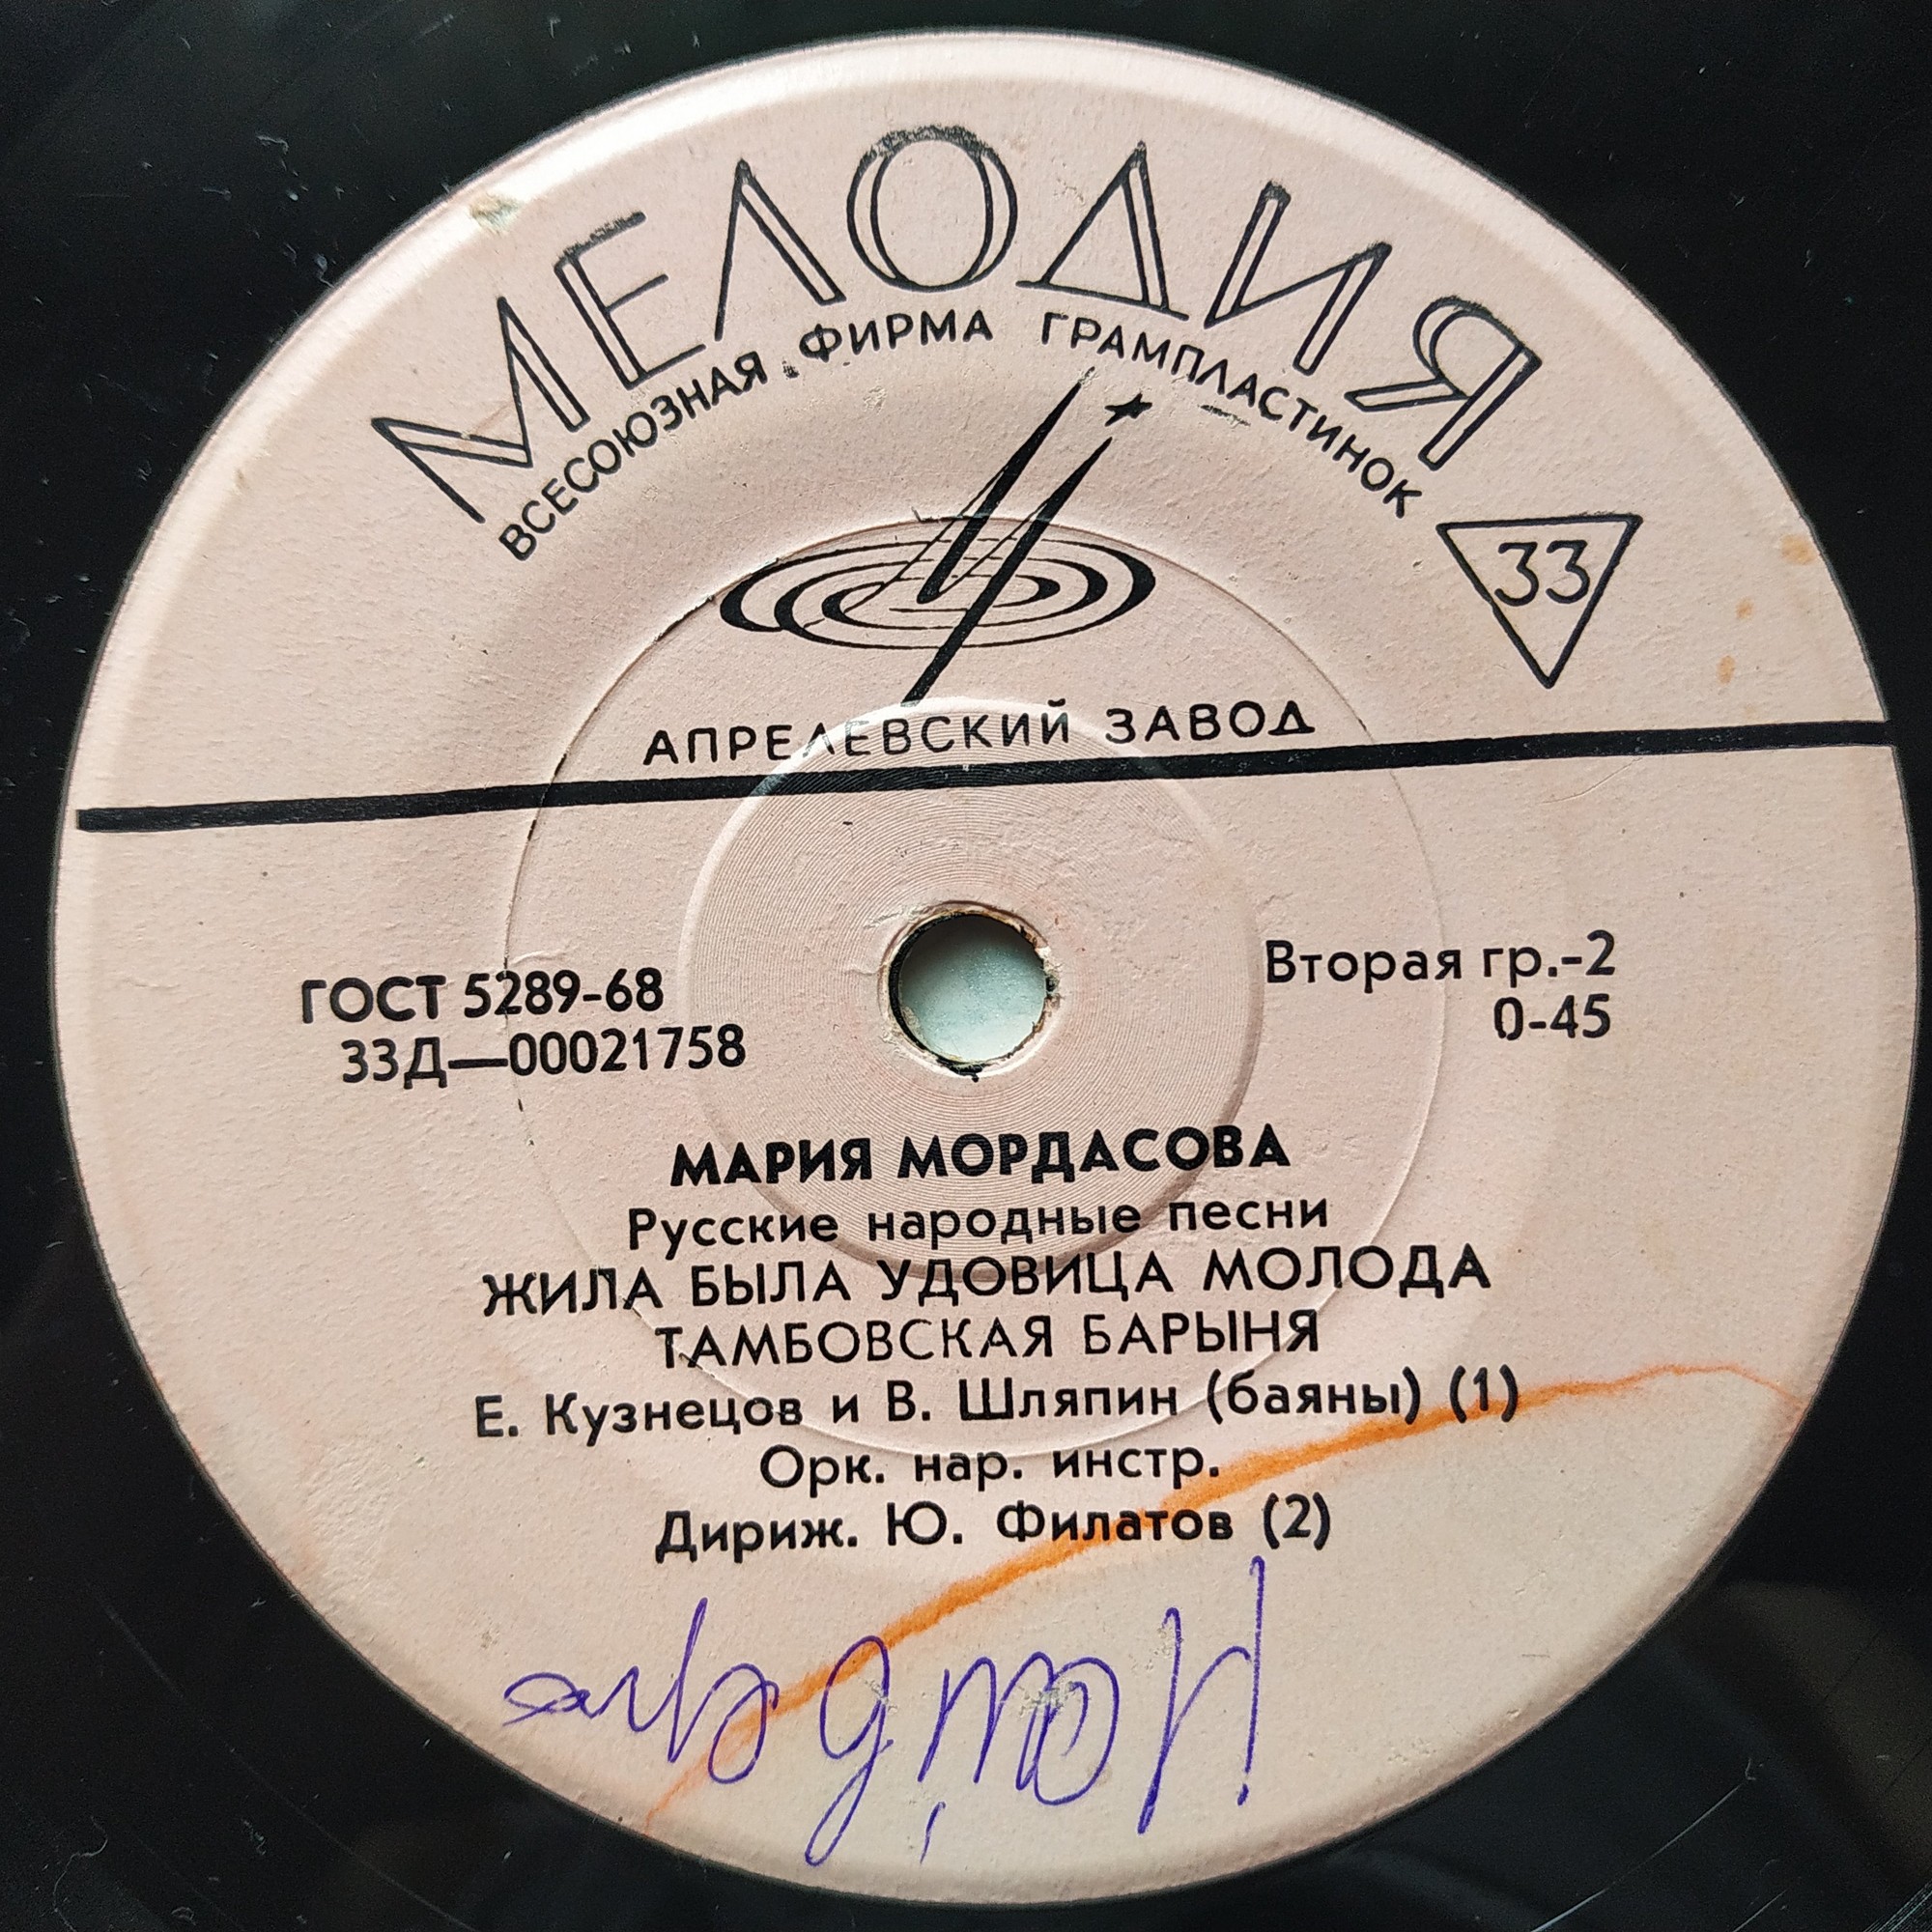 МЕЛОДИЯ
ВСЕСОЮЗНАЯ ФИРМА ГРАМПЛАСТИНОК
33
АПРЕЛЕВСКИЙ ЗАВОД
ГОСТ 5289-68
33Д—00021758
Вторая гр.-2
0-45
МАРИЯ МОРДАСОВА
Русские народные песни
ЖИЛА БЫЛА УДОВИЦА МОЛОДА
ТАМБОВСКАЯ БАРЫНЯ
Е. Кузнецов и В. Шляпин (баяны) (1)
Орк. нар. инстр.
Дириж. Ю. Филатов (2)